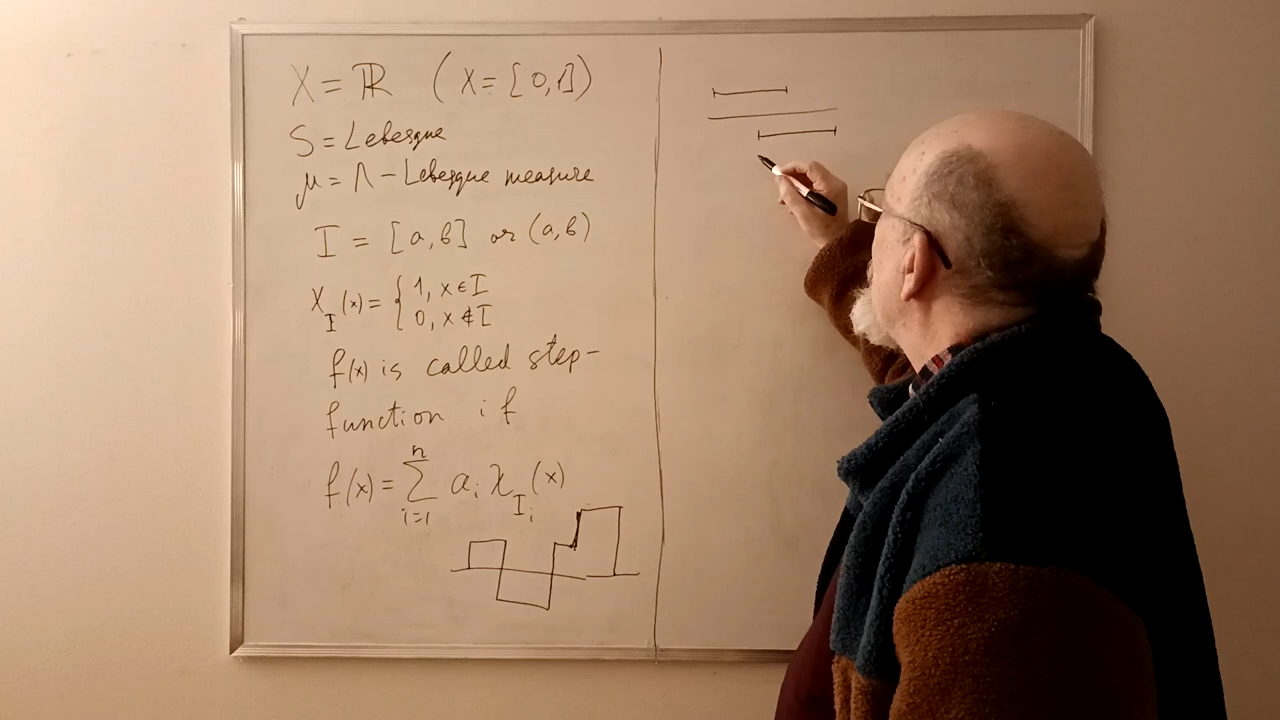 X = ℝ (X = [0,1])
S = Lebesgue
μ = Λ - Lebesgue measure
I = [a,b] or (a,b)
χ_I(x) = { 1, x ∈ I
0, x ∉ I
f(x) is called step-
function if
f(x) = ∑_{i=1}^{n} a_i χ_{I_i}(x)